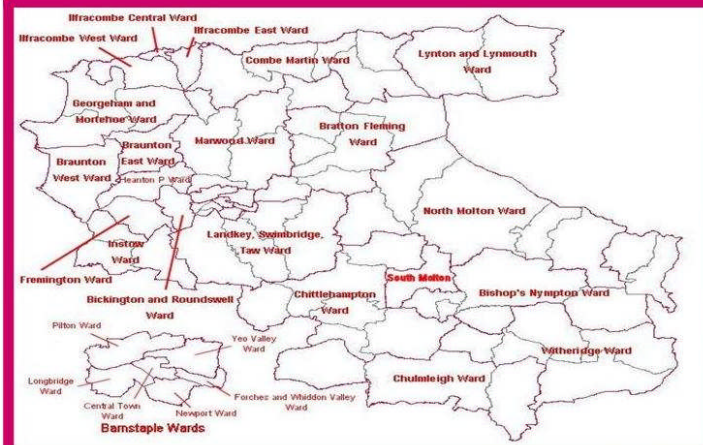 Ilfracombe Central Ward
Ilfracombe West Ward
Ilfracombe East Ward
Combe Martin Ward
Lynton and Lynmouth
Ward
Georgeham and
Mortehoe Ward
Braunton
East Ward
Marwood Ward
Bratton Fleming
Ward
Braunton
West Ward
Heanton P Ward
North Molton Ward
Landkey, Swimbridge,
Taw Ward
Instow
Ward
Fremington Ward
Bickington and Roundswell
Ward
South Molton
Chittlehampton
Ward
Bishop's Nympton Ward
Pilton Ward
Yeo Valley
Ward
Witheridge Ward
Longbridge
Ward
Central Town
Ward
Newport Ward
Forches and Whiddon Valley
Ward
Chulmleigh Ward
Barnstaple Wards